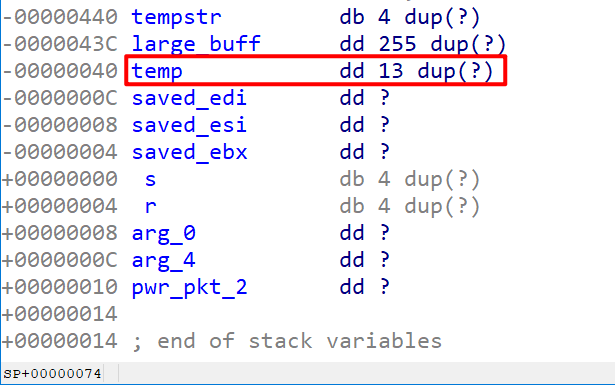 -00000440 tempstr db 4 dup(?)
-0000043C large_buff dd 255 dup(?)
-00000040 temp dd 13 dup(?)
-0000000C saved_edi dd ?
-00000008 saved_esi dd ?
-00000004 saved_ebx dd ?
+00000000 s db 4 dup(?)
+00000004 r db 4 dup(?)
+00000008 arg_0 dd ?
+0000000C arg_4 dd ?
+00000010 pwr_pkt_2 dd ?
+00000014
+00000014 ; end of stack variables
SP+00000074